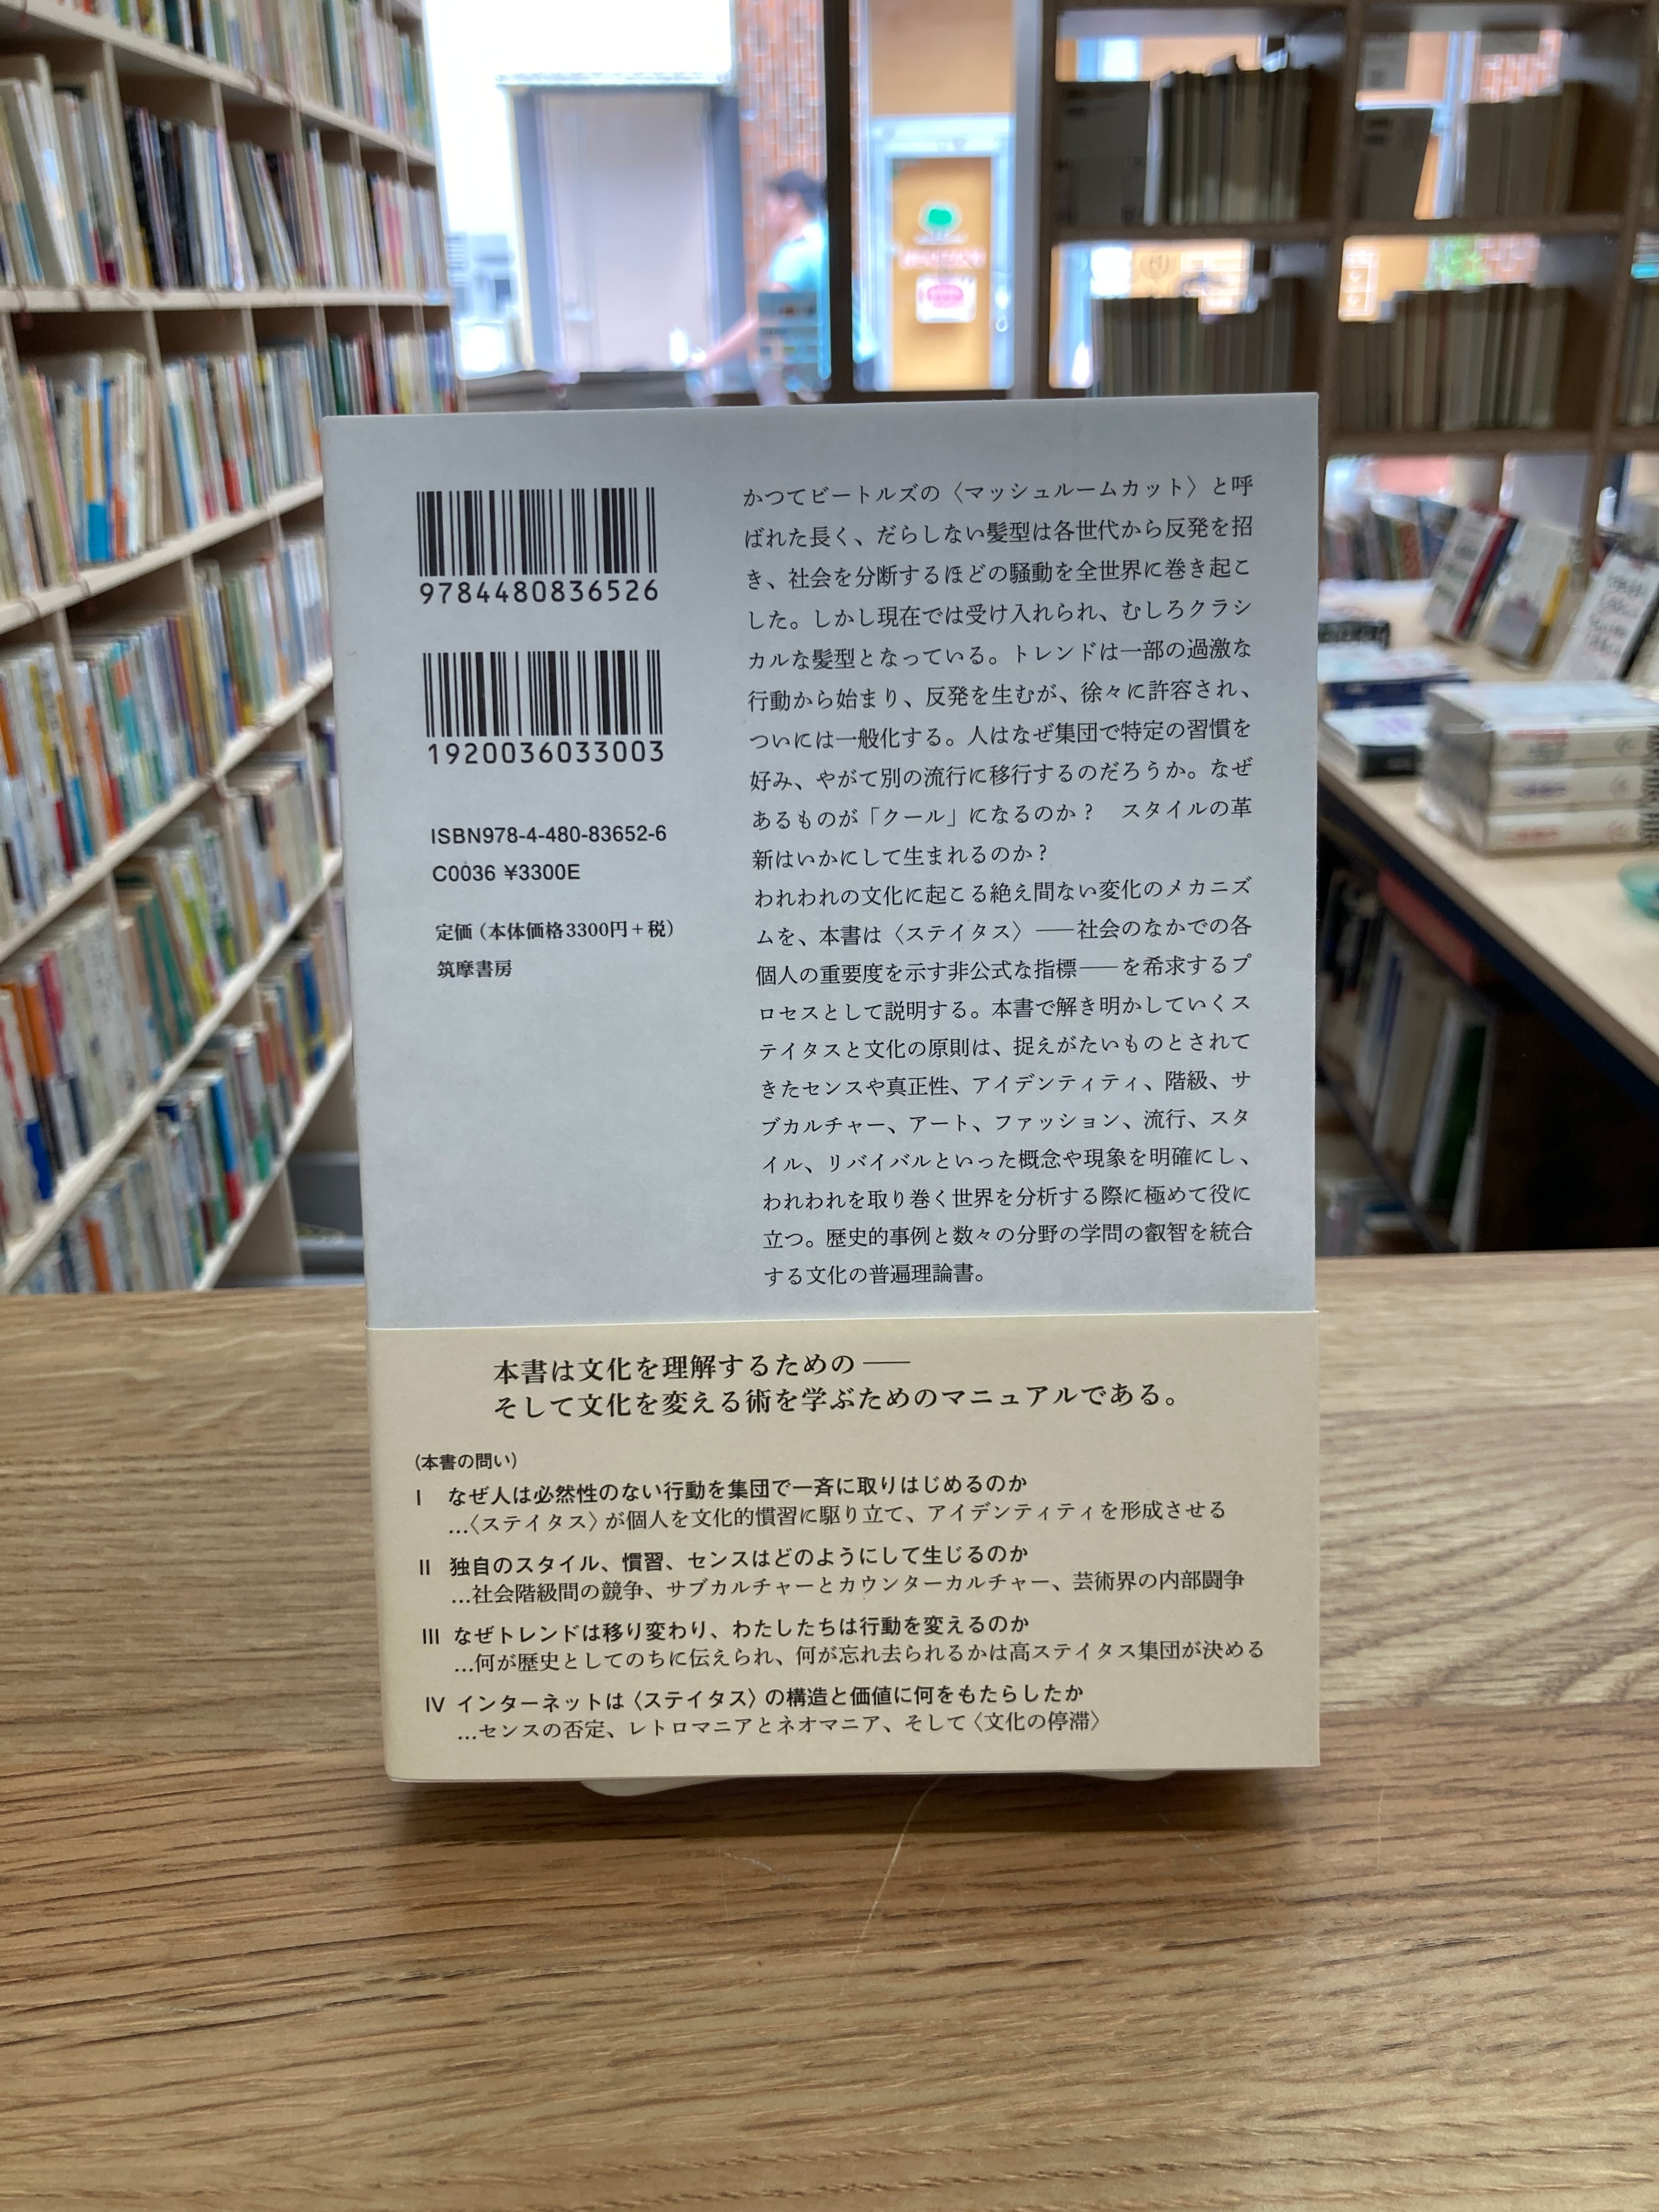 9784480836526
1920036033003
ISBN978-4-480-83652-6
C0036 ¥3300E
定価（本体価格3300円＋税）
筑摩書房
かつてビートルズの〈マッシュルームカット〉と呼
ばれた長く、だらしない髪型は各世代から反発を招
き、社会を分断するほどの騒動を全世界に巻き起こ
した。しかし現在では受け入れられ、むしろクラシ
カルな髪型となっている。トレンドは一部の過激な
行動から始まり、反発を生むが、徐々に許容され、
ついには一般化する。人はなぜ集団で特定の習慣を
好み、やがて別の流行に移行するのだろうか。なぜ
あるものが「クール」になるのか？　スタイルの革
新はいかにして生まれるのか？
われわれの文化に起こる絶え間ない変化のメカニズ
ムを、本書は〈ステイタス〉――社会のなかでの各
個人の重要度を示す非公式な指標――を希求するプ
ロセスとして説明する。本書で解き明かしていくス
テイタスと文化の原則は、捉えがたいものとされて
きたセンスや真正性、アイデンティティ、階級、サ
ブカルチャー、アート、ファッション、流行、スタ
イル、リバイバルといった概念や現象を明確にし、
われわれを取り巻く世界を分析する際に極めて役に
立つ。歴史的事例と数々の分野の学問の叡智を統合
する文化の普遍理論書。
本書は文化を理解するための――
そして文化を変える術を学ぶためのマニュアルである。
（本書の問い）
I　なぜ人は必然性のない行動を集団で一斉に取りはじめるのか
…〈ステイタス〉が個人を文化的慣習に駆り立て、アイデンティティを形成させる
II　独自のスタイル、慣習、センスはどのようにして生じるのか
…社会階級間の競争、サブカルチャーとカウンターカルチャー、芸術界の内部闘争
III　なぜトレンドは移り変わり、わたしたちは行動を変えるのか
…何が歴史としてのちに伝えられ、何が忘れ去られるかは高ステイタス集団が決める
IV　インターネットは〈ステイタス〉の構造と価値に何をもたらしたか
…センスの否定、レトロマニアとネオマニア、そして〈文化の停滞〉